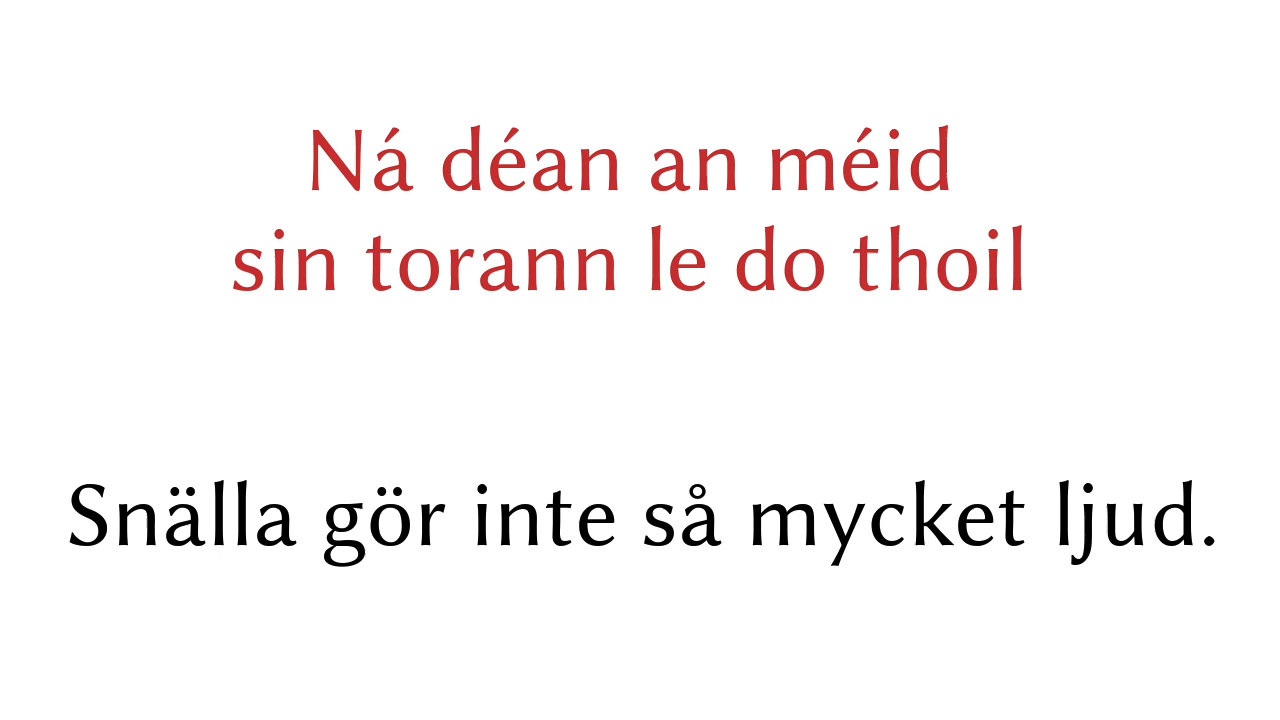 Ná déan an méid
sin torann le do thoil
Snälla gör inte så mycket ljud.